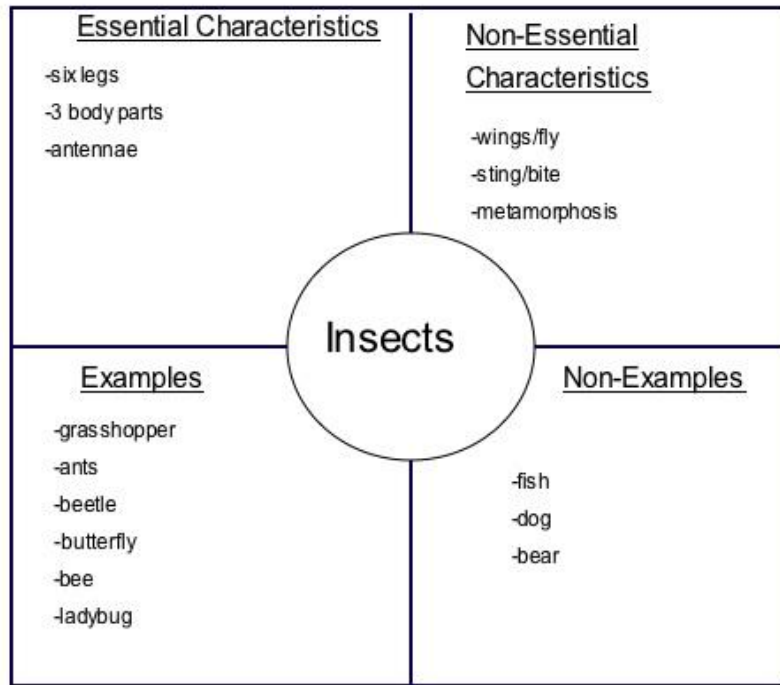 Essential Characteristics
-six legs
-3 body parts
-antennae
Non-Essential
Characteristics
-wings/fly
-sting/bite
-metamorphosis
Insects
Examples
-grasshopper
-ants
-beetle
-butterfly
-bee
-ladybug
Non-Examples
-fish
-dog
-bear